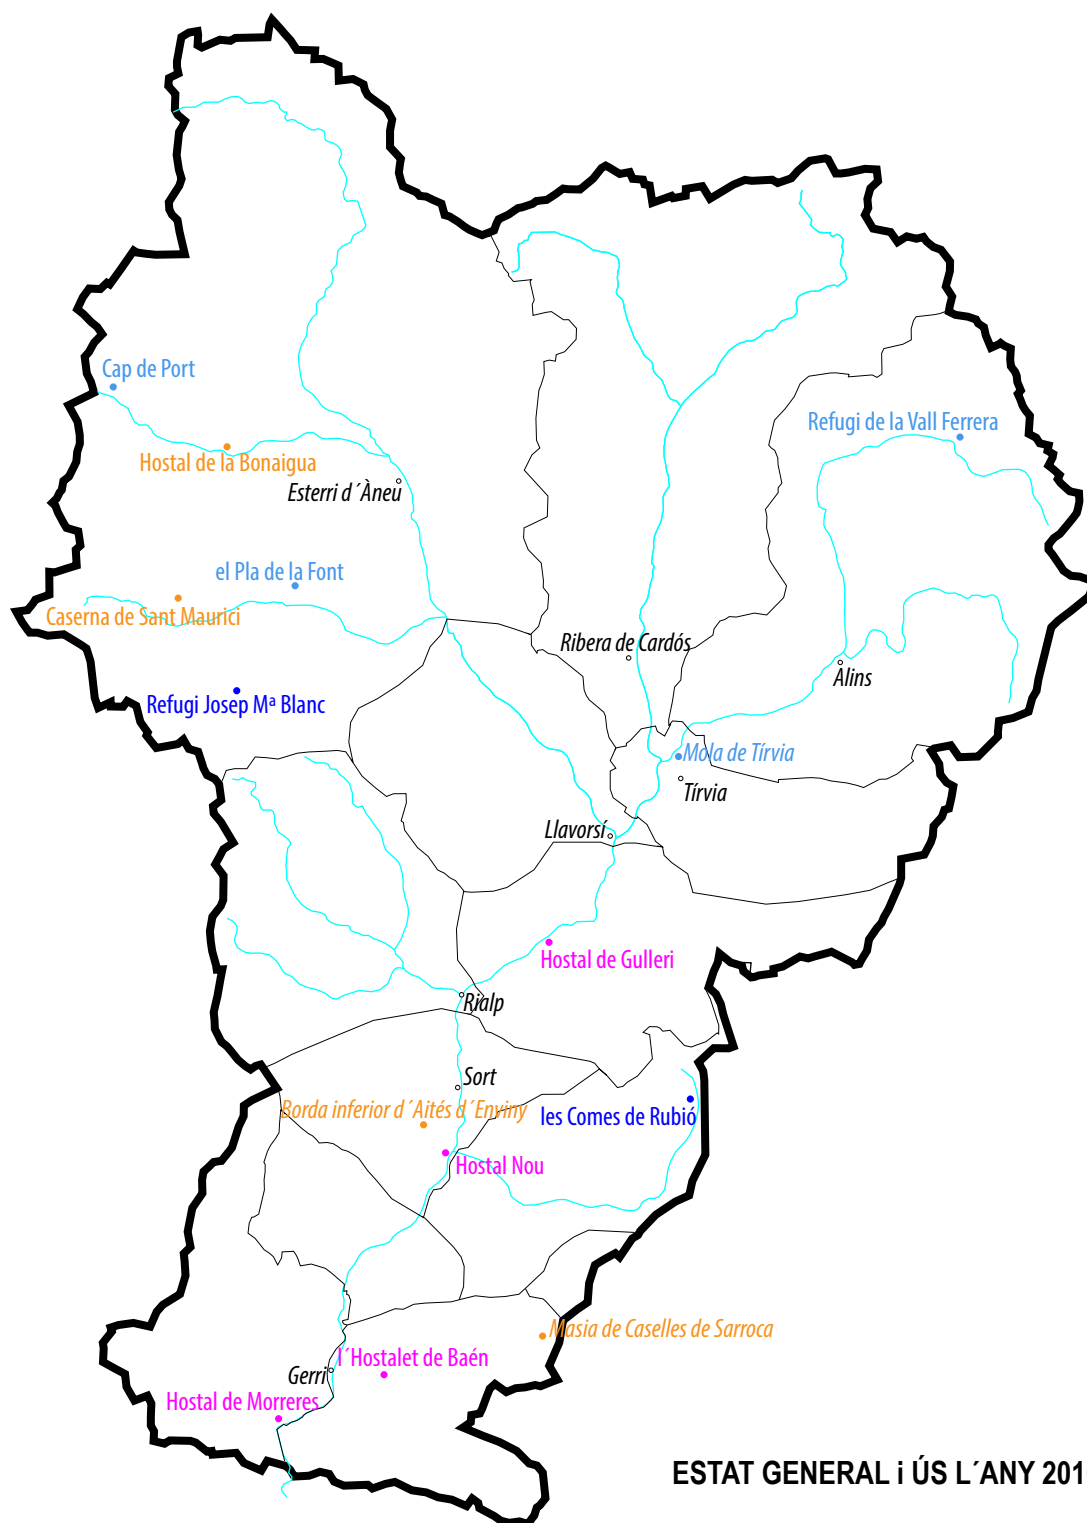 Cap de Port
Refugi de la Vall Ferrera
Hostal de la Bonaigua
Esterri d´Àneu
el Pla de la Font
Caserna de Sant Maurici
Ribera de Cardós
Àlins
Refugi Josep Mª Blanc
Mola de Tírvia
Tírvia
Llavorsí
Hostal de Gulleri
Rialp
Sort
Borda inferior d´Aités d´Enviny
les Comes de Rubió
Hostal Nou
Masia de Caselles de Sarroca
l´Hostalet de Baén
Gerri
Hostal de Morreres
ESTAT GENERAL i ÚS L´ANY 201